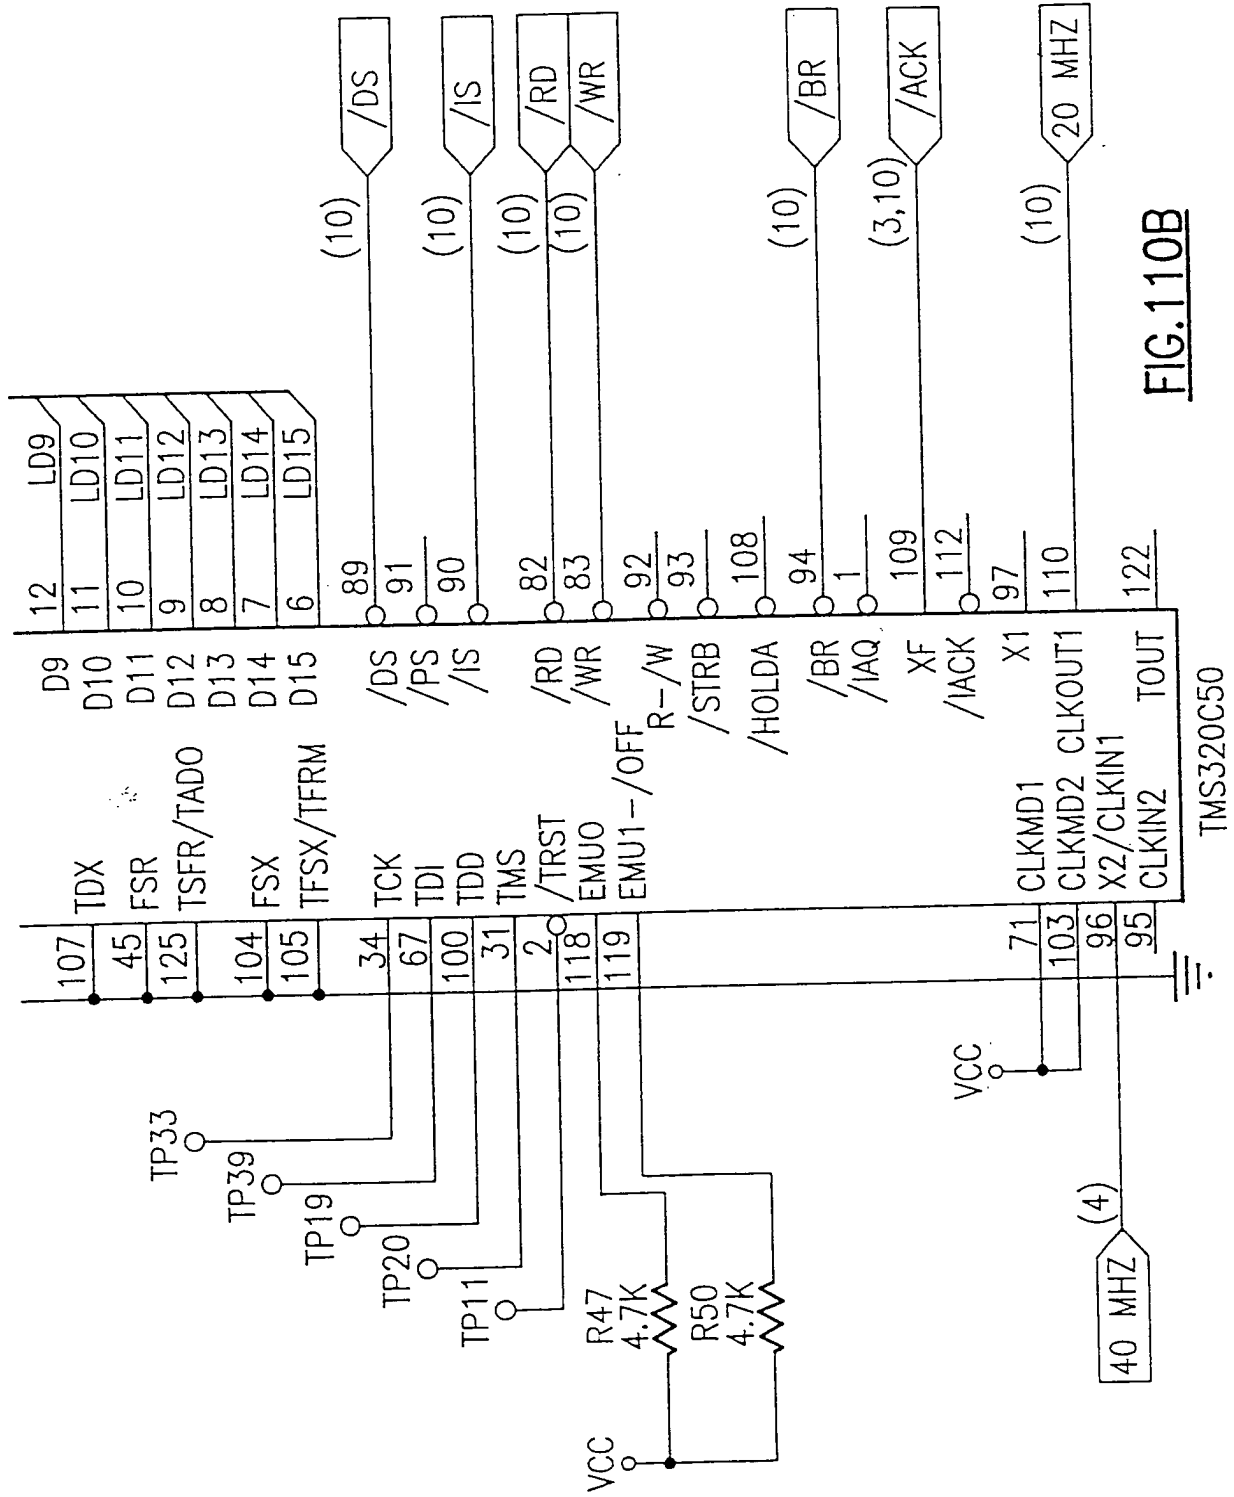 107 TDX
45 FSR
125 TSFR/TADO
104 FSX
105 TFSX/TFRM
TP33
34 TCK
TP39
67 TDI
TP19
100 TDD
TP20
31 TMS
TP11
2 /TRST
118 EMU0
119 EMU1-/OFF
VCC
R47
4.7K
R50
4.7K
VCC
71 CLKMD1
103 CLKMD2
40 MHZ
(4)
96 X2/CLKIN1
95 CLKIN2
D9 12 LD9
D10 11 LD10
D11 10 LD11
D12 9 LD12
D13 8 LD13
D14 7 LD14
D15 6 LD15
/DS 89 (10) /DS
/PS 91
/IS 90 (10) /IS
/RD 82 (10) /RD
/WR 83 (10) /WR
R-/W 92
/STRB 93
/HOLDA 108
/BR 94 (10) /BR
/IAQ 1
XF 109 (3,10) /ACK
/IACK 112
X1 97
CLKOUT1 110 (10) 20 MHZ
TOUT 122
TMS320C50
FIG.110B